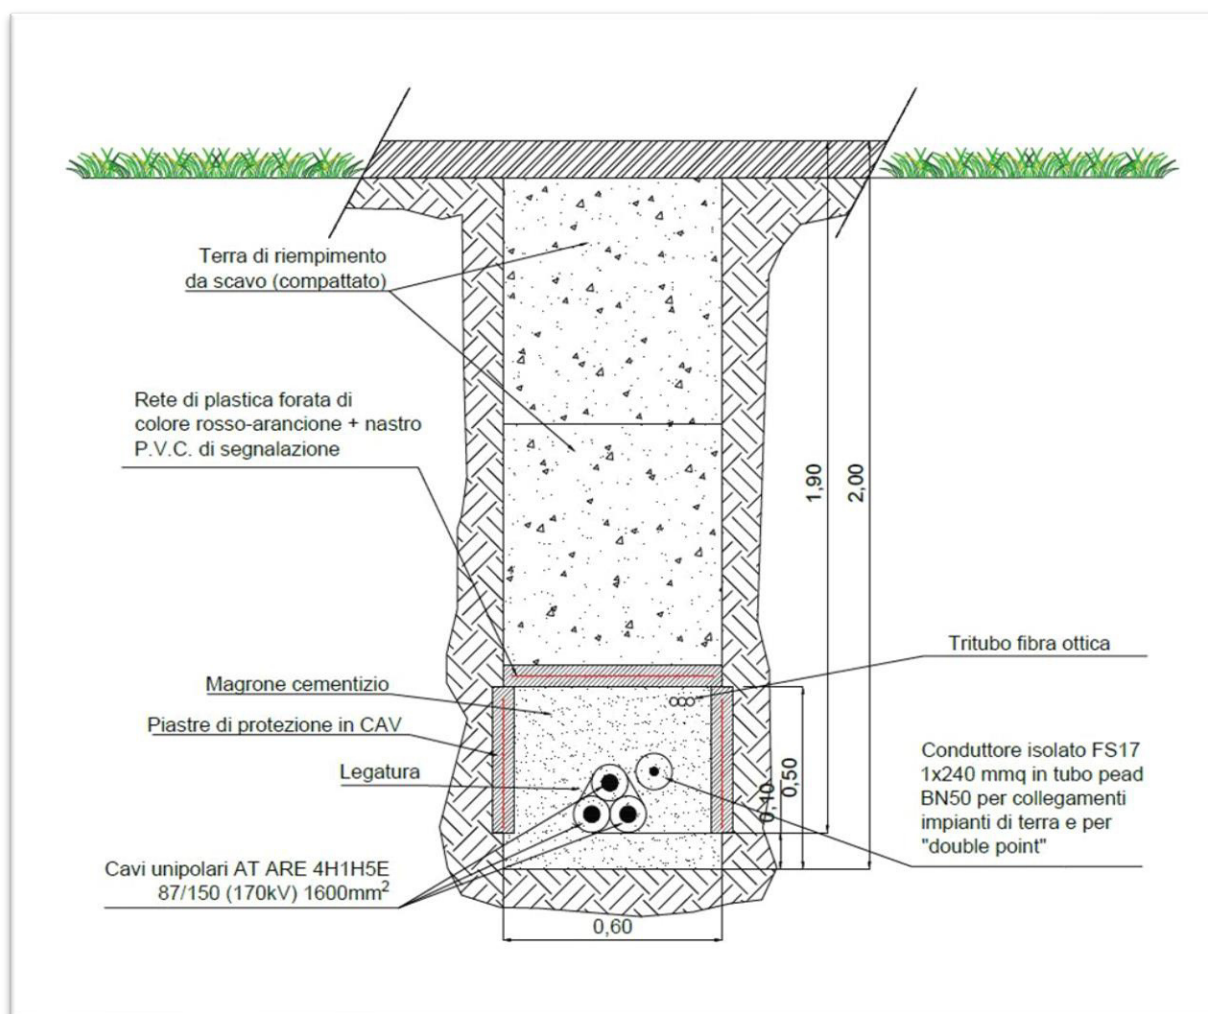 Terra di riempimento
da scavo (compattato)
Rete di plastica forata di
colore rosso-arancione + nastro
P.V.C. di segnalazione
1,90
2,00
Tritubo fibra ottica
Magrone cementizio
Piastre di protezione in CAV
Legatura
0,10
0,50
Conduttore isolato FS17
1x240 mmq in tubo pead
BN50 per collegamenti
impianti di terra e per
"double point"
Cavi unipolari AT ARE 4H1H5E
87/150 (170kV) 1600mm²
0,60